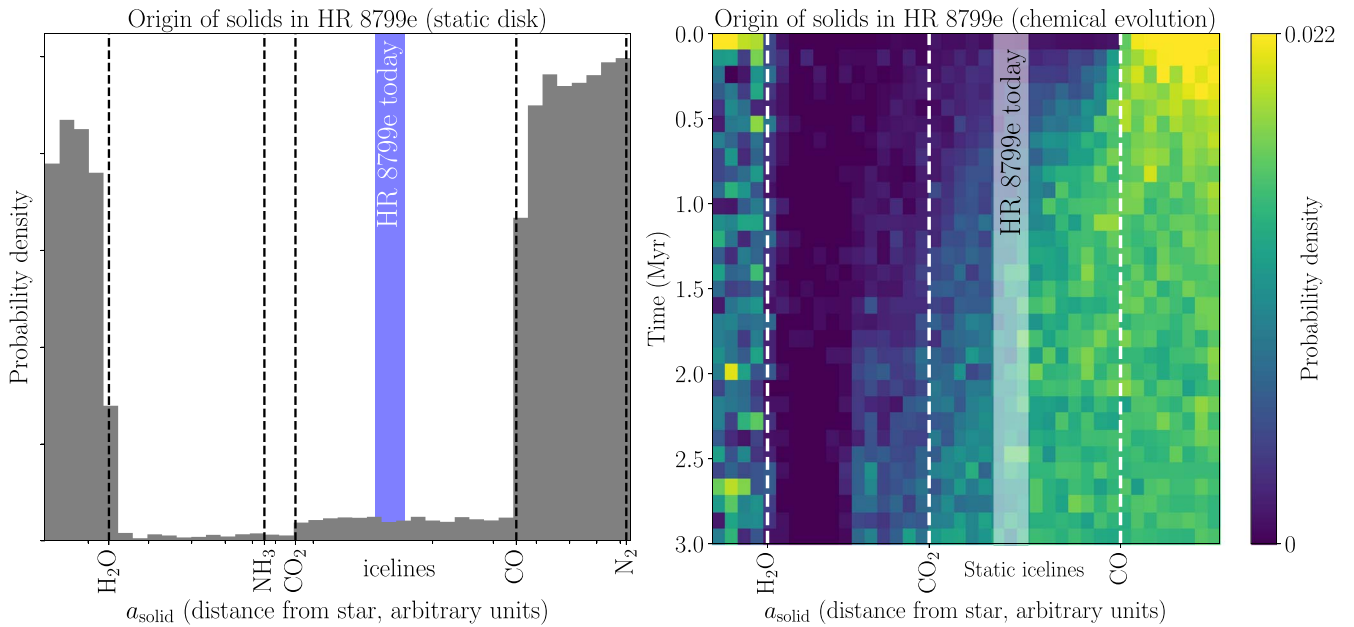 Origin of solids in HR 8799e (static disk)
Probability density
HR 8799e today
H₂O
NH₃
CO₂
icelines
CO
N₂
a_solid (distance from star, arbitrary units)
Origin of solids in HR 8799e (chemical evolution)
Time (Myr)
0.0
0.5
1.0
1.5
2.0
2.5
3.0
HR 8799e today
H₂O
CO₂
Static icelines
CO
a_solid (distance from star, arbitrary units)
0.022
0
Probability density